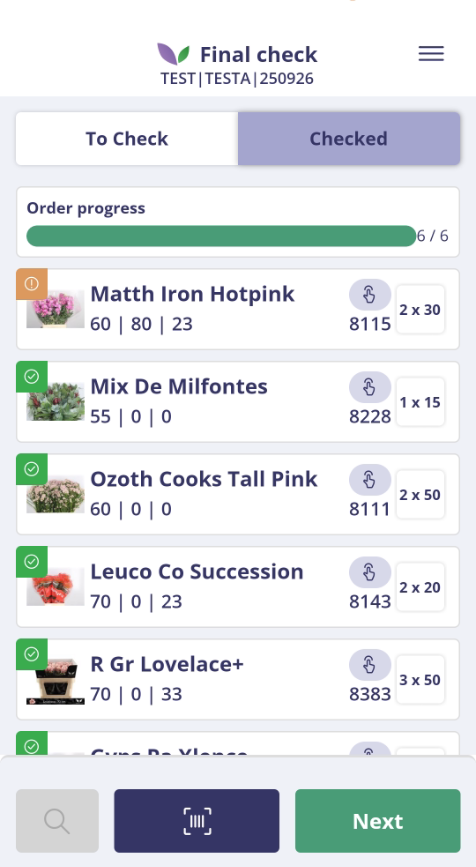 Final check
TEST|TESTA|250926
To Check
Checked
Order progress
6 / 6
Matth Iron Hotpink
60 | 80 | 23
8115
2 x 30
Mix De Milfontes
55 | 0 | 0
8228
1 x 15
Ozoth Cooks Tall Pink
60 | 0 | 0
8111
2 x 50
Leuco Co Succession
70 | 0 | 23
8143
2 x 20
R Gr Lovelace+
70 | 0 | 33
8383
3 x 50
Next